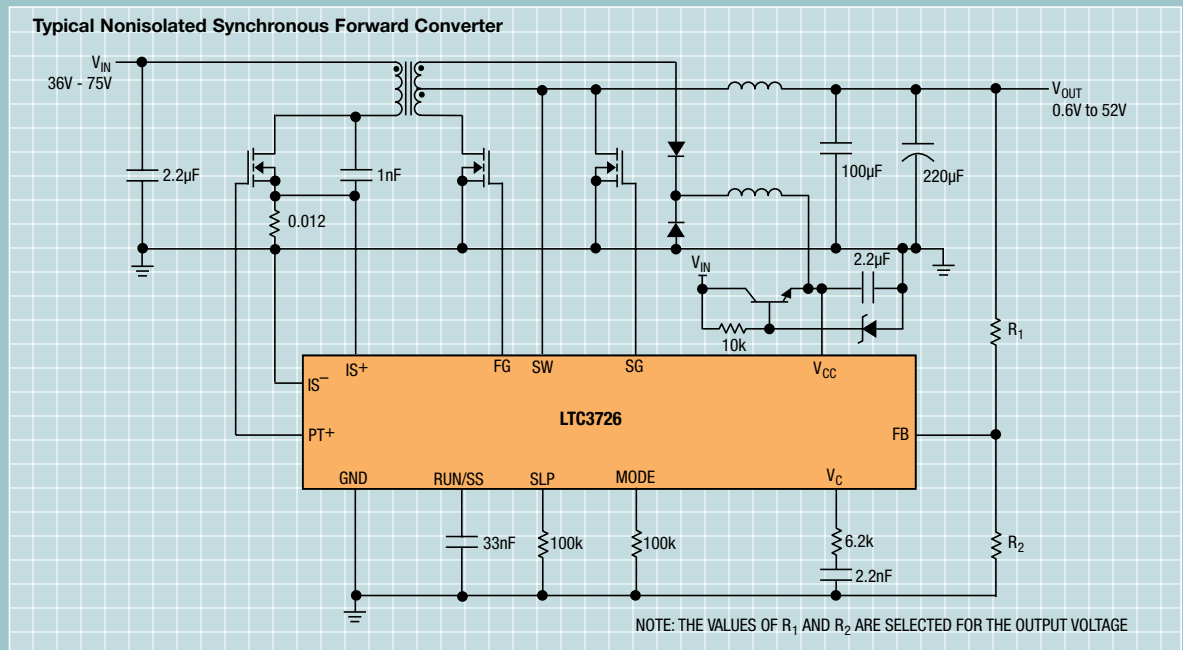 Typical Nonisolated Synchronous Forward Converter
VIN
36V - 75V
VOUT
0.6V to 52V
2.2µF
1nF
100µF
220µF
0.012
VIN
2.2µF
10k
R1
IS–
IS+
FG
SW
SG
VCC
LTC3726
PT+
FB
GND
RUN/SS
SLP
MODE
VC
33nF
100k
100k
6.2k
R2
2.2nF
NOTE: THE VALUES OF R1 AND R2 ARE SELECTED FOR THE OUTPUT VOLTAGE